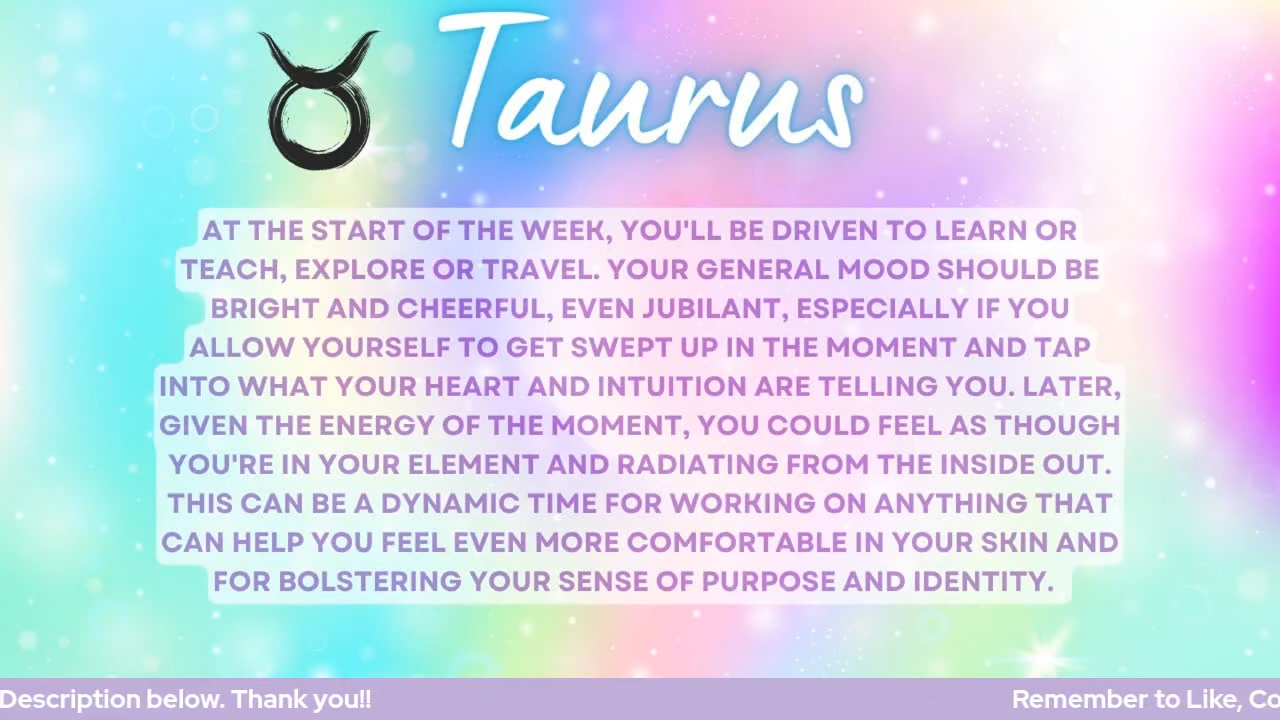 Taurus
AT THE START OF THE WEEK, YOU'LL BE DRIVEN TO LEARN OR
TEACH, EXPLORE OR TRAVEL. YOUR GENERAL MOOD SHOULD BE
BRIGHT AND CHEERFUL, EVEN JUBILANT, ESPECIALLY IF YOU
ALLOW YOURSELF TO GET SWEPT UP IN THE MOMENT AND TAP
INTO WHAT YOUR HEART AND INTUITION ARE TELLING YOU. LATER,
GIVEN THE ENERGY OF THE MOMENT, YOU COULD FEEL AS THOUGH
YOU'RE IN YOUR ELEMENT AND RADIATING FROM THE INSIDE OUT.
THIS CAN BE A DYNAMIC TIME FOR WORKING ON ANYTHING THAT
CAN HELP YOU FEEL EVEN MORE COMFORTABLE IN YOUR SKIN AND
FOR BOLSTERING YOUR SENSE OF PURPOSE AND IDENTITY.
Description below. Thank you!! Remember to Like, Co